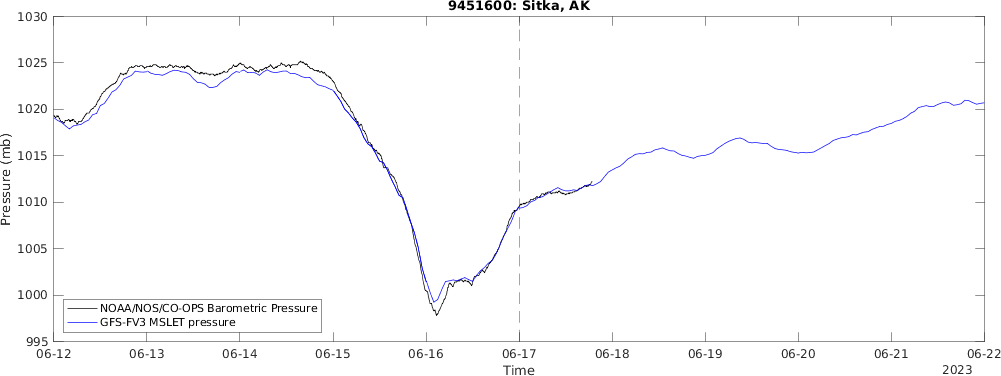 9451600: Sitka, AK
1030
1025
1020
1015
1010
1005
1000
995
Pressure (mb)
NOAA/NOS/CO-OPS Barometric Pressure
GFS-FV3 MSLET pressure
06-12 06-13 06-14 06-15 06-16 06-17 06-18 06-19 06-20 06-21 06-22
Time
2023